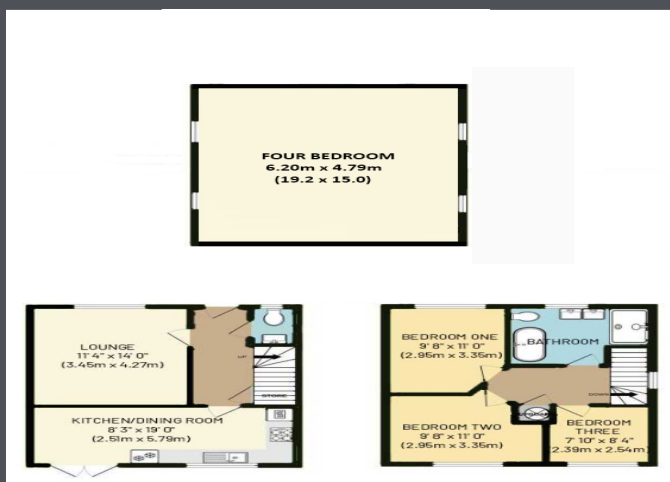 FOUR BEDROOM
6.20m x 4.79m
(19.2 x 15.0)
LOUNGE
11' 4" x 14' 0"
(3.45m x 4.27m)
UP
STORE
KITCHEN/DINING ROOM
8' 3" x 19' 0"
(2.51m x 5.79m)
BEDROOM ONE
9' 8" x 11' 0"
(2.95m x 3.35m)
BATHROOM
DOWN
BEDROOM TWO
9' 8" x 11' 0"
(2.95m x 3.35m)
BEDROOM
THREE
7' 10" x 8' 4"
(2.39m x 2.54m)